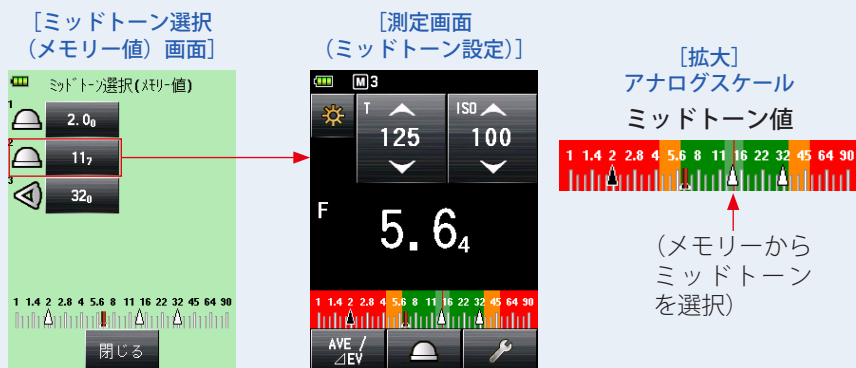 [ミッドトーン選択
(メモリー値)画面]
ﾐｯﾄﾞﾄｰﾝ選択(ﾒﾓﾘｰ値)
1
2.0₀
2
11₇
3
32₀
1 1.4 2 2.8 4 5.6 8 11 16 22 32 45 64 90
閉じる
[測定画面
(ミッドトーン設定)]
M3
T
125
ISO
100
F
5.6₄
1 1.4 2 2.8 4 5.6 8 11 16 22 32 45 64 90
AVE /
⊿EV
[拡大]
アナログスケール
ミッドトーン値
1 1.4 2 2.8 4 5.6 8 11 16 22 32 45 64 90
(メモリーから
ミッドトーン
を選択)